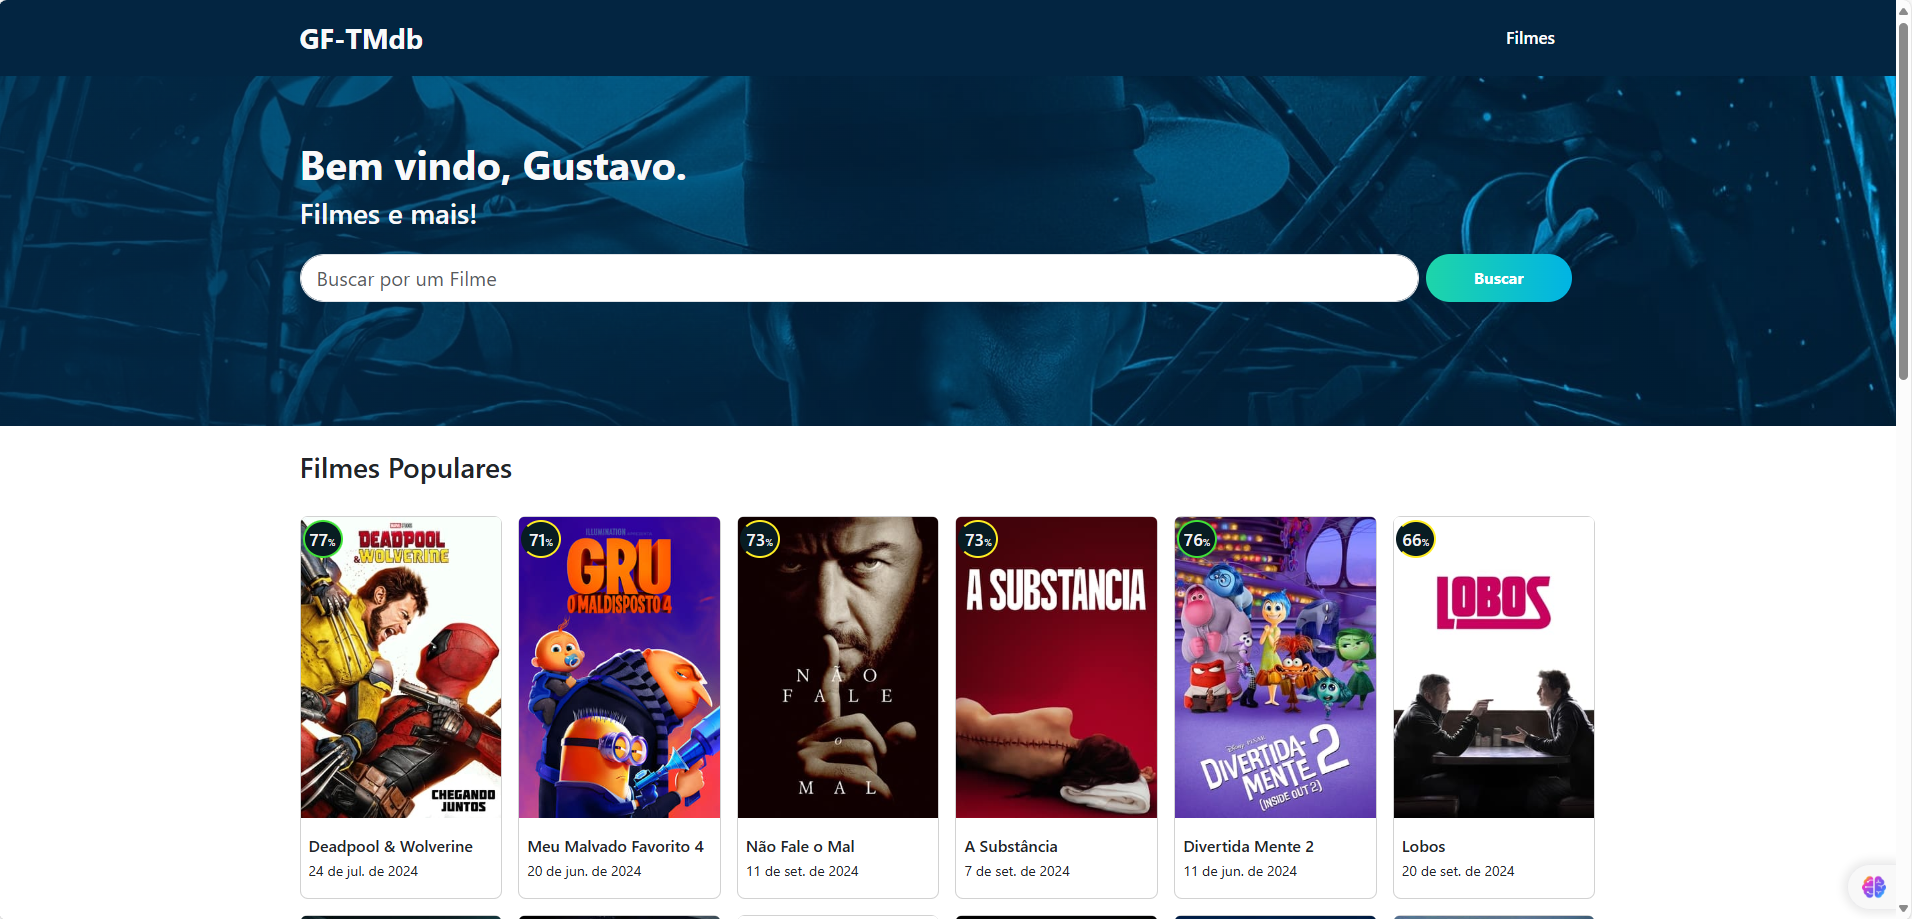 GF-TMdb
Filmes
Bem vindo, Gustavo.
Filmes e mais!
Buscar por um Filme
Buscar
Filmes Populares
77%
DEADPOOL
& WOLVERINE
CHEGANDO
JUNTOS
Deadpool & Wolverine
24 de jul. de 2024
71%
ILLUMINATION
GRU
O MALDISPOSTO 4
Meu Malvado Favorito 4
20 de jun. de 2024
73%
NÃO
FALE
o
MAL
Não Fale o Mal
11 de set. de 2024
73%
A SUBSTÂNCIA
A Substância
7 de set. de 2024
76%
DISNEY PIXAR
DIVERTIDA-
MENTE 2
(INSIDE OUT 2)
Divertida Mente 2
11 de jun. de 2024
66%
LOBOS
Lobos
20 de set. de 2024